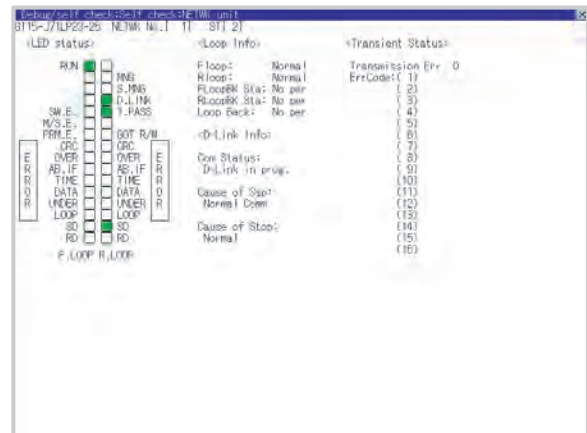 Debug/self check:Self check:NETWK unit
GT15-J71LP23-25 NETWK No.[ 1] ST[ 2]
<LED status> <Loop Info> <Transient Status>
RUN F loop: Normal Transmission Err 0
MNG R loop: Normal ErrCode:( 1)
S.MNG FLoopBK Sta: No per ( 2)
D.LINK RLoopBK Sta: No per ( 3)
SW.E. T.PASS Loop Back: No per ( 4)
M/S.E. ( 5)
PRM.E. GOT R/W <D-Link Info> ( 6)
CRC CRC ( 7)
OVER OVER Com Status: ( 8)
AB.IF AB.IF D-Link in prog. ( 9)
TIME TIME (10)
DATA DATA Cause of Ssp: (11)
UNDER UNDER Normal Comm (12)
LOOP LOOP (13)
SD SD Cause of Stop: (14)
RD RD Normal (15)
(16)
ERROR ERROR
F.LOOP R.LOOP